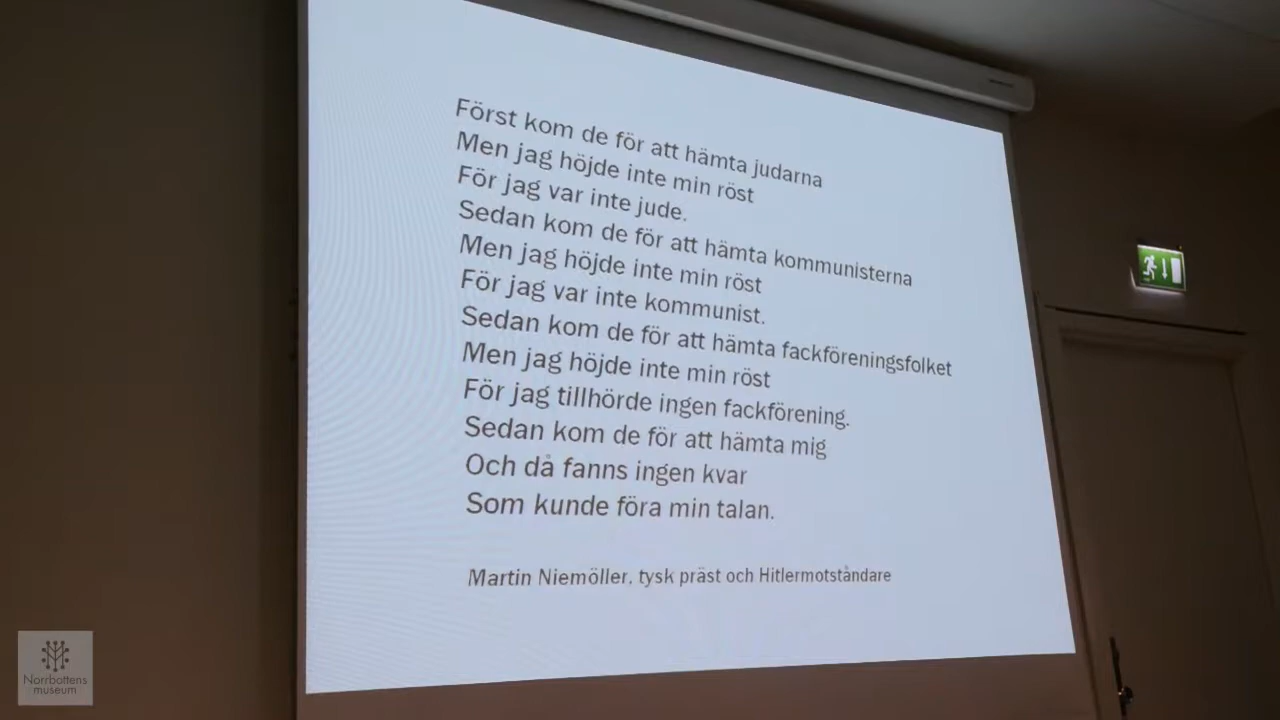 Först kom de för att hämta judarna
Men jag höjde inte min röst
För jag var inte jude.
Sedan kom de för att hämta kommunisterna
Men jag höjde inte min röst
För jag var inte kommunist.
Sedan kom de för att hämta fackföreningsfolket
Men jag höjde inte min röst
För jag tillhörde ingen fackförening.
Sedan kom de för att hämta mig
Och då fanns ingen kvar
Som kunde föra min talan.
Martin Niemöller, tysk präst och Hitlermotståndare
Norrbottens
museum